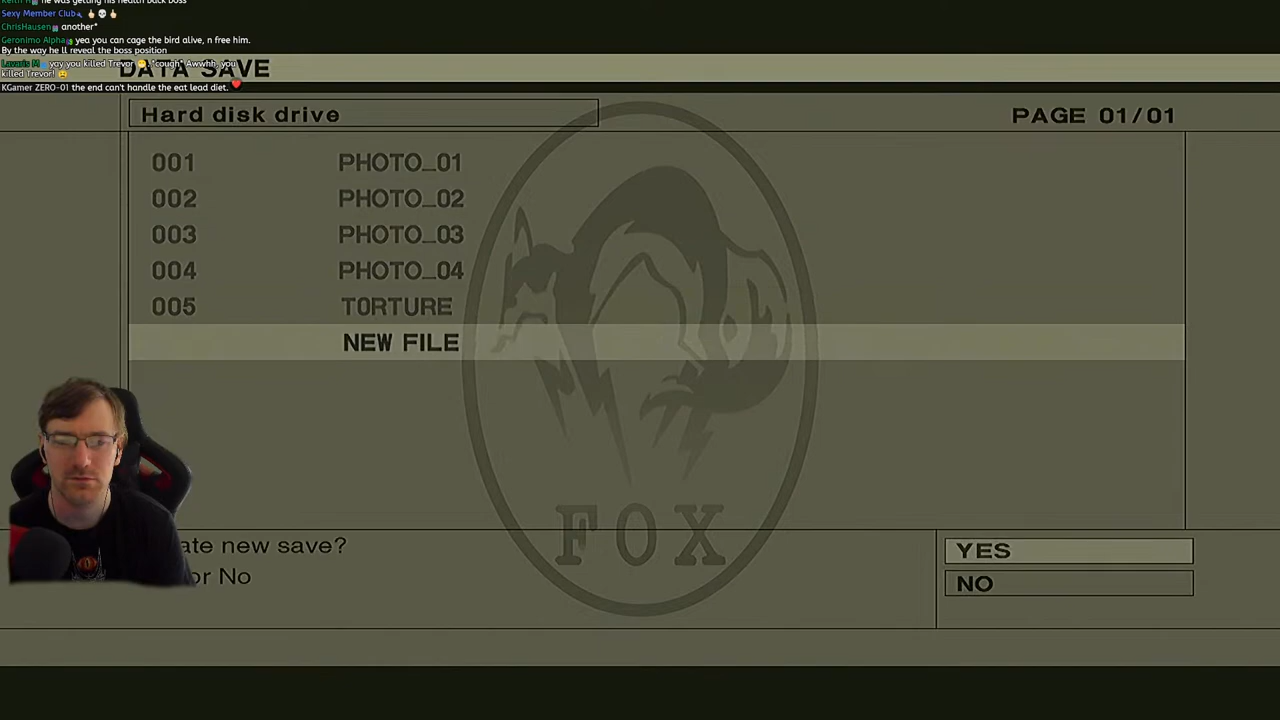 he was getting his health back boss
Sexy Member Club
ChrisHausen another*
Geronimo Alpha yea you can cage the bird alive, n free him.
By the way he ll reveal the boss position
Lavaris M yay you killed Trevor *cough* Awwhh, you
killed Trevor!
KGamer ZERO-01 the end can't handle the eat lead diet.
DATA SAVE
Hard disk drive
PAGE 01/01
001 PHOTO_01
002 PHOTO_02
003 PHOTO_03
004 PHOTO_04
005 TORTURE
NEW FILE
FOX
ate new save?
or No
YES
NO